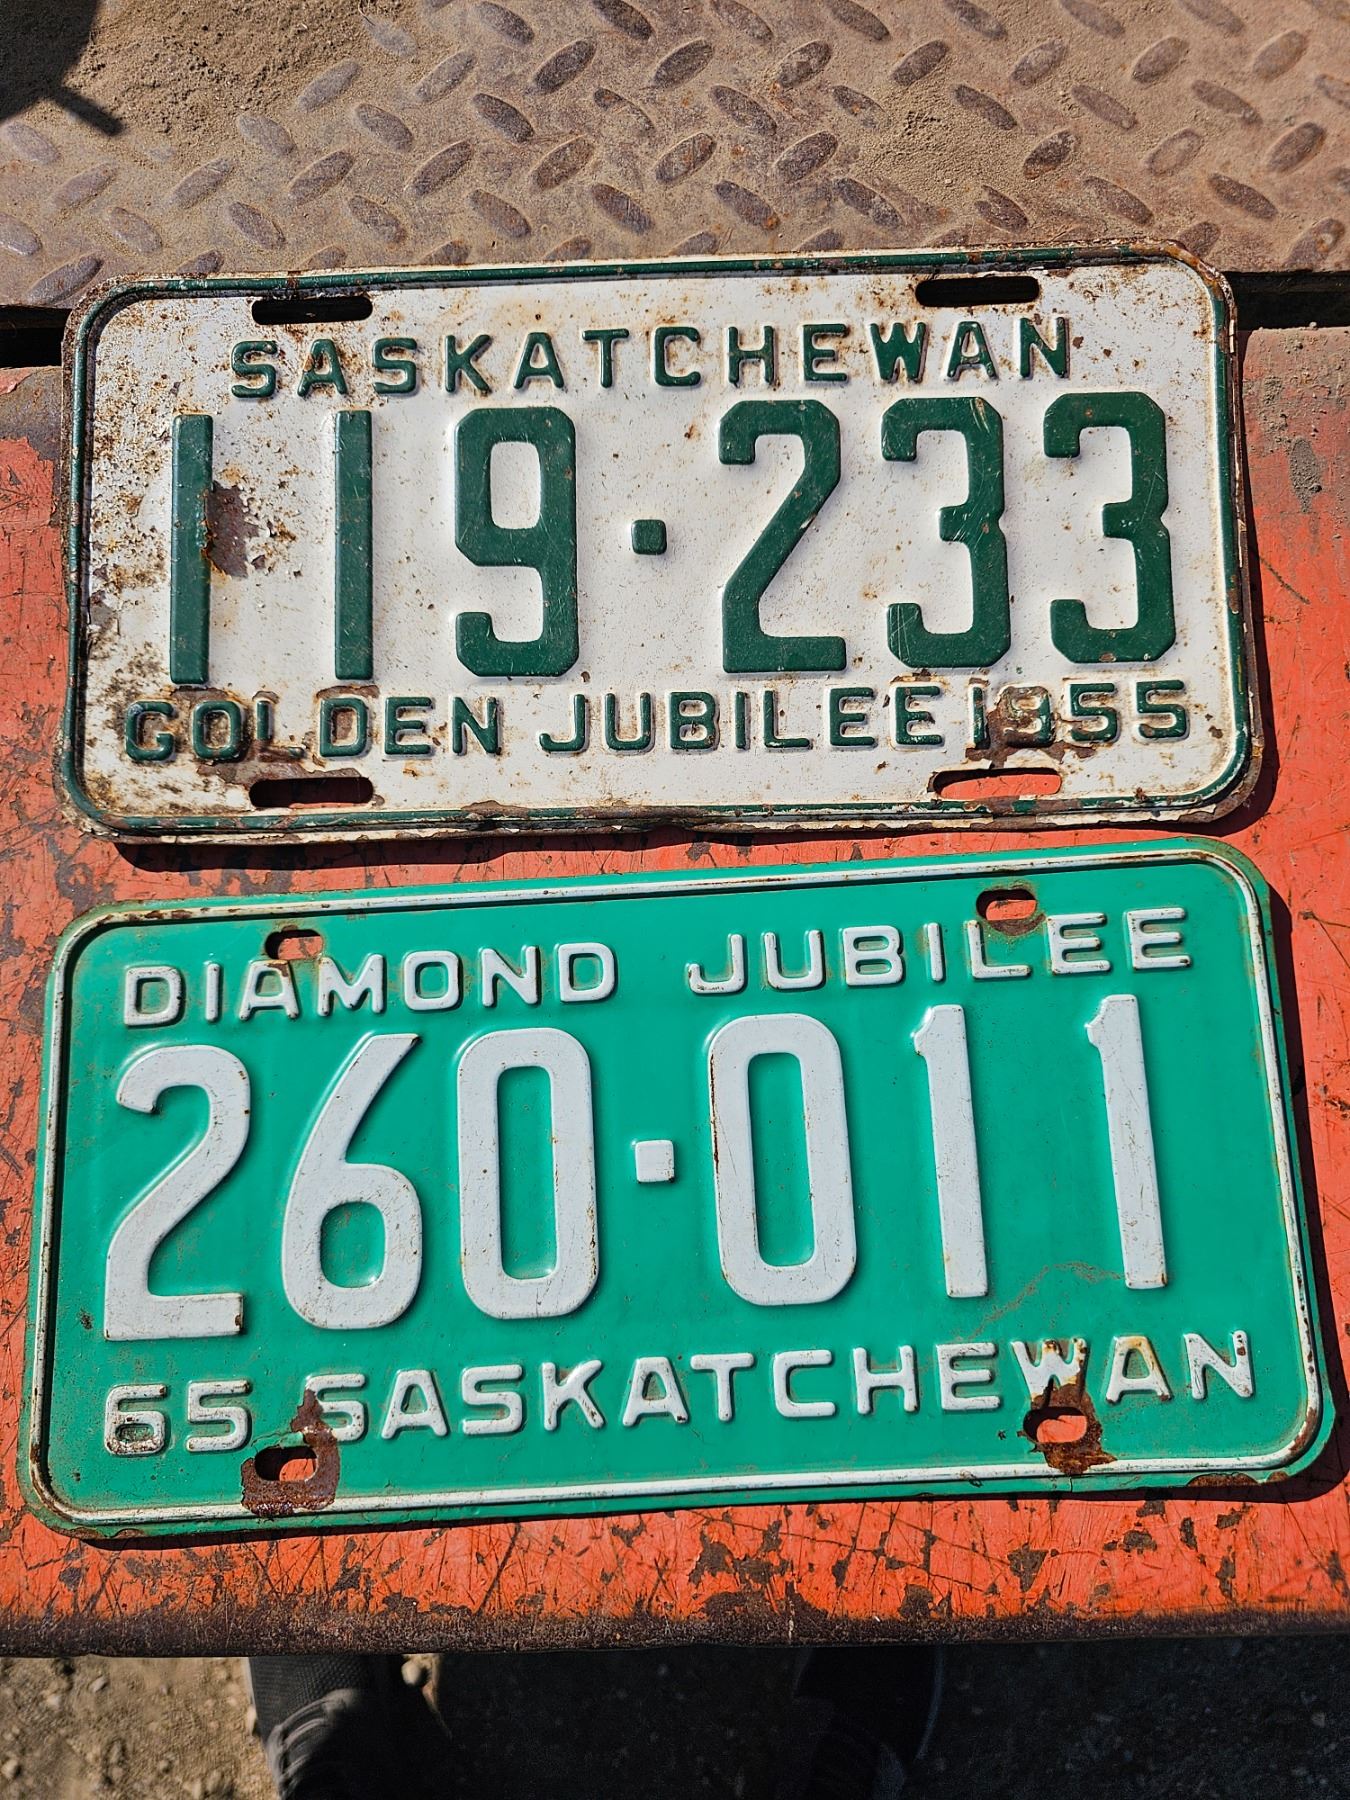 SASKATCHEWAN
119·233
GOLDEN JUBILEE 1955
DIAMOND JUBILEE
260·011
65 SASKATCHEWAN